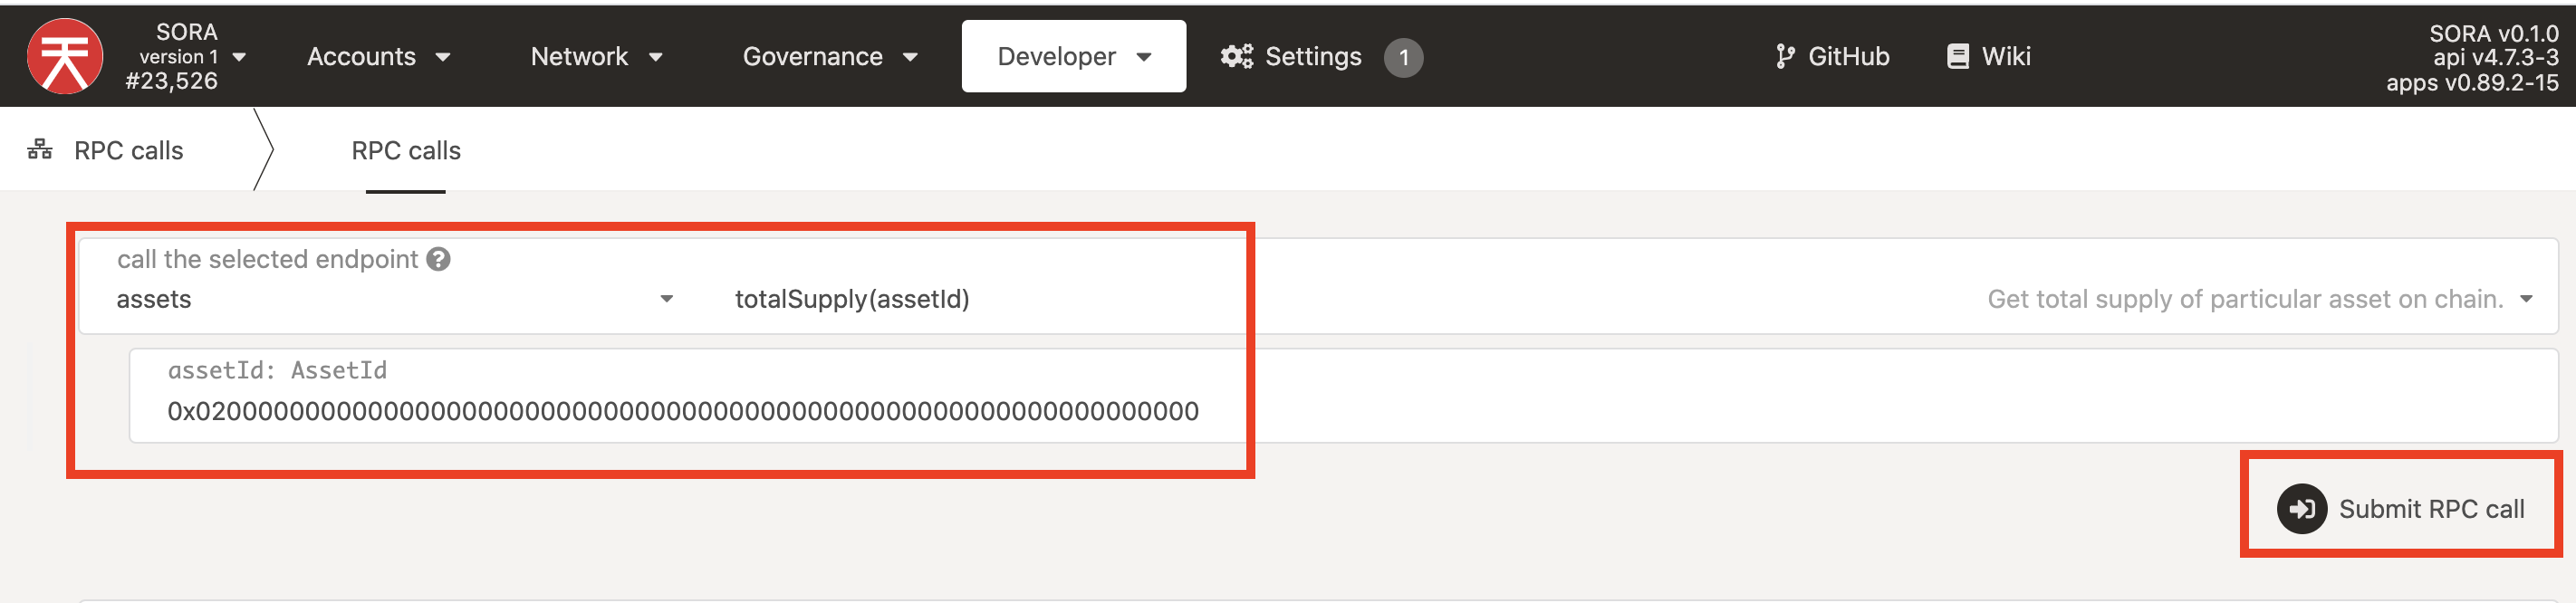 SORA
version 1
#23,526
Accounts
Network
Governance
Developer
Settings
1
GitHub
Wiki
SORA v0.1.0
api v4.7.3-3
apps v0.89.2-15
RPC calls
RPC calls
call the selected endpoint ?
assets
totalSupply(assetId)
Get total supply of particular asset on chain.
assetId: AssetId
0x0200000000000000000000000000000000000000000000000000000000000000
Submit RPC call